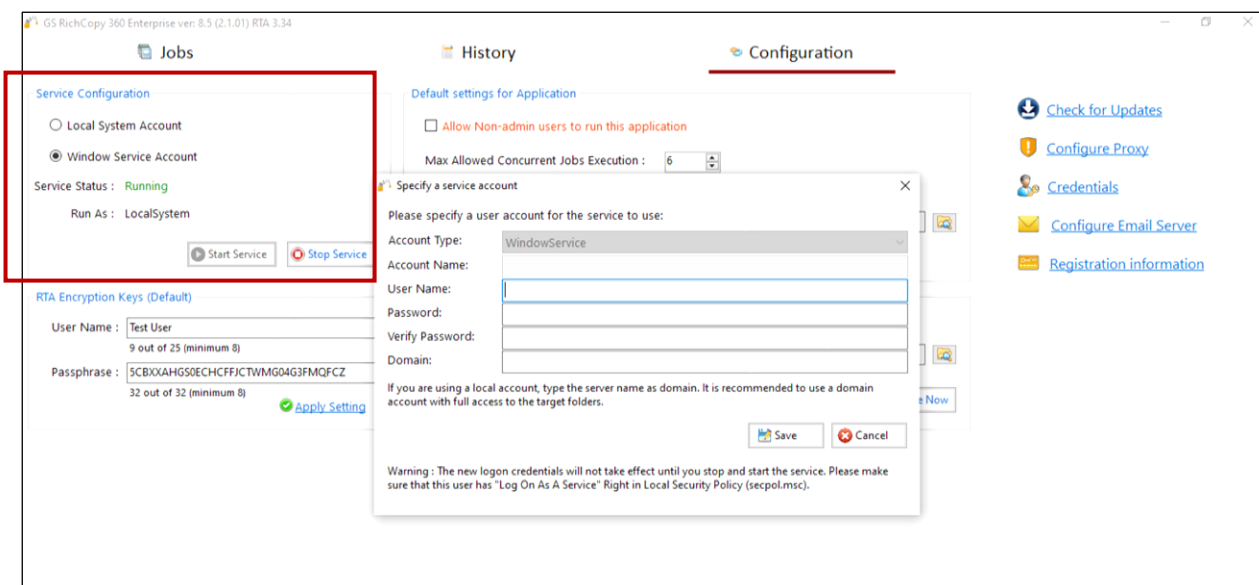 GS RichCopy 360 Enterprise ver: 8.5 (2.1.01) RTA 3.34
Jobs
History
Configuration
Service Configuration
Local System Account
Window Service Account
Service Status : Running
Run As : LocalSystem
Start Service
Stop Service
Default settings for Application
Allow Non-admin users to run this application
Max Allowed Concurrent Jobs Execution : 6
Check for Updates
Configure Proxy
Credentials
Configure Email Server
Registration information
RTA Encryption Keys (Default)
User Name : Test User
9 out of 25 (minimum 8)
Passphrase : 5CBXXAHGS0ECHCFFJCTWMG04G3FMQFCZ
32 out of 32 (minimum 8)
Apply Setting
Specify a service account
Please specify a user account for the service to use:
Account Type: WindowService
Account Name:
User Name:
Password:
Verify Password:
Domain:
If you are using a local account, type the server name as domain. It is recommended to use a domain
account with full access to the target folders.
Save
Cancel
Warning : The new logon credentials will not take effect until you stop and start the service. Please make
sure that this user has "Log On As A Service" Right in Local Security Policy (secpol.msc).
Now